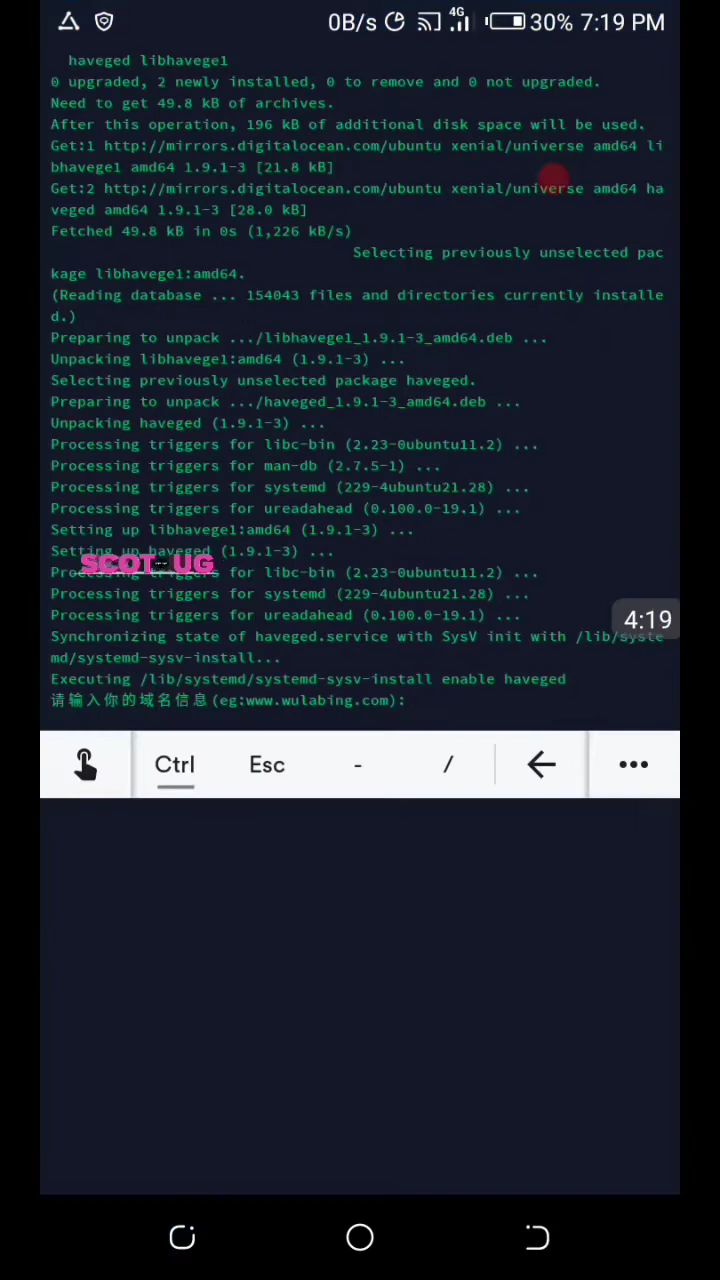 0B/s 4G 30% 7:19 PM
haveged libhavege1
0 upgraded, 2 newly installed, 0 to remove and 0 not upgraded.
Need to get 49.8 kB of archives.
After this operation, 196 kB of additional disk space will be used.
Get:1 http://mirrors.digitalocean.com/ubuntu xenial/universe amd64 li
bhavege1 amd64 1.9.1-3 [21.8 kB]
Get:2 http://mirrors.digitalocean.com/ubuntu xenial/universe amd64 ha
veged amd64 1.9.1-3 [28.0 kB]
Fetched 49.8 kB in 0s (1,226 kB/s)
Selecting previously unselected pac
kage libhavege1:amd64.
(Reading database ... 154043 files and directories currently installe
d.)
Preparing to unpack .../libhavege1_1.9.1-3_amd64.deb ...
Unpacking libhavege1:amd64 (1.9.1-3) ...
Selecting previously unselected package haveged.
Preparing to unpack .../haveged_1.9.1-3_amd64.deb ...
Unpacking haveged (1.9.1-3) ...
Processing triggers for libc-bin (2.23-0ubuntu11.2) ...
Processing triggers for man-db (2.7.5-1) ...
Processing triggers for systemd (229-4ubuntu21.28) ...
Processing triggers for ureadahead (0.100.0-19.1) ...
Setting up libhavege1:amd64 (1.9.1-3) ...
Setting up haveged (1.9.1-3) ...
SCOT-UG
Processing triggers for libc-bin (2.23-0ubuntu11.2) ...
Processing triggers for systemd (229-4ubuntu21.28) ...
Processing triggers for ureadahead (0.100.0-19.1) ...
4:19
Synchronizing state of haveged.service with SysV init with /lib/syste
md/systemd-sysv-install...
Executing /lib/systemd/systemd-sysv-install enable haveged
请输入你的域名信息(eg:www.wulabing.com):
Ctrl Esc - /